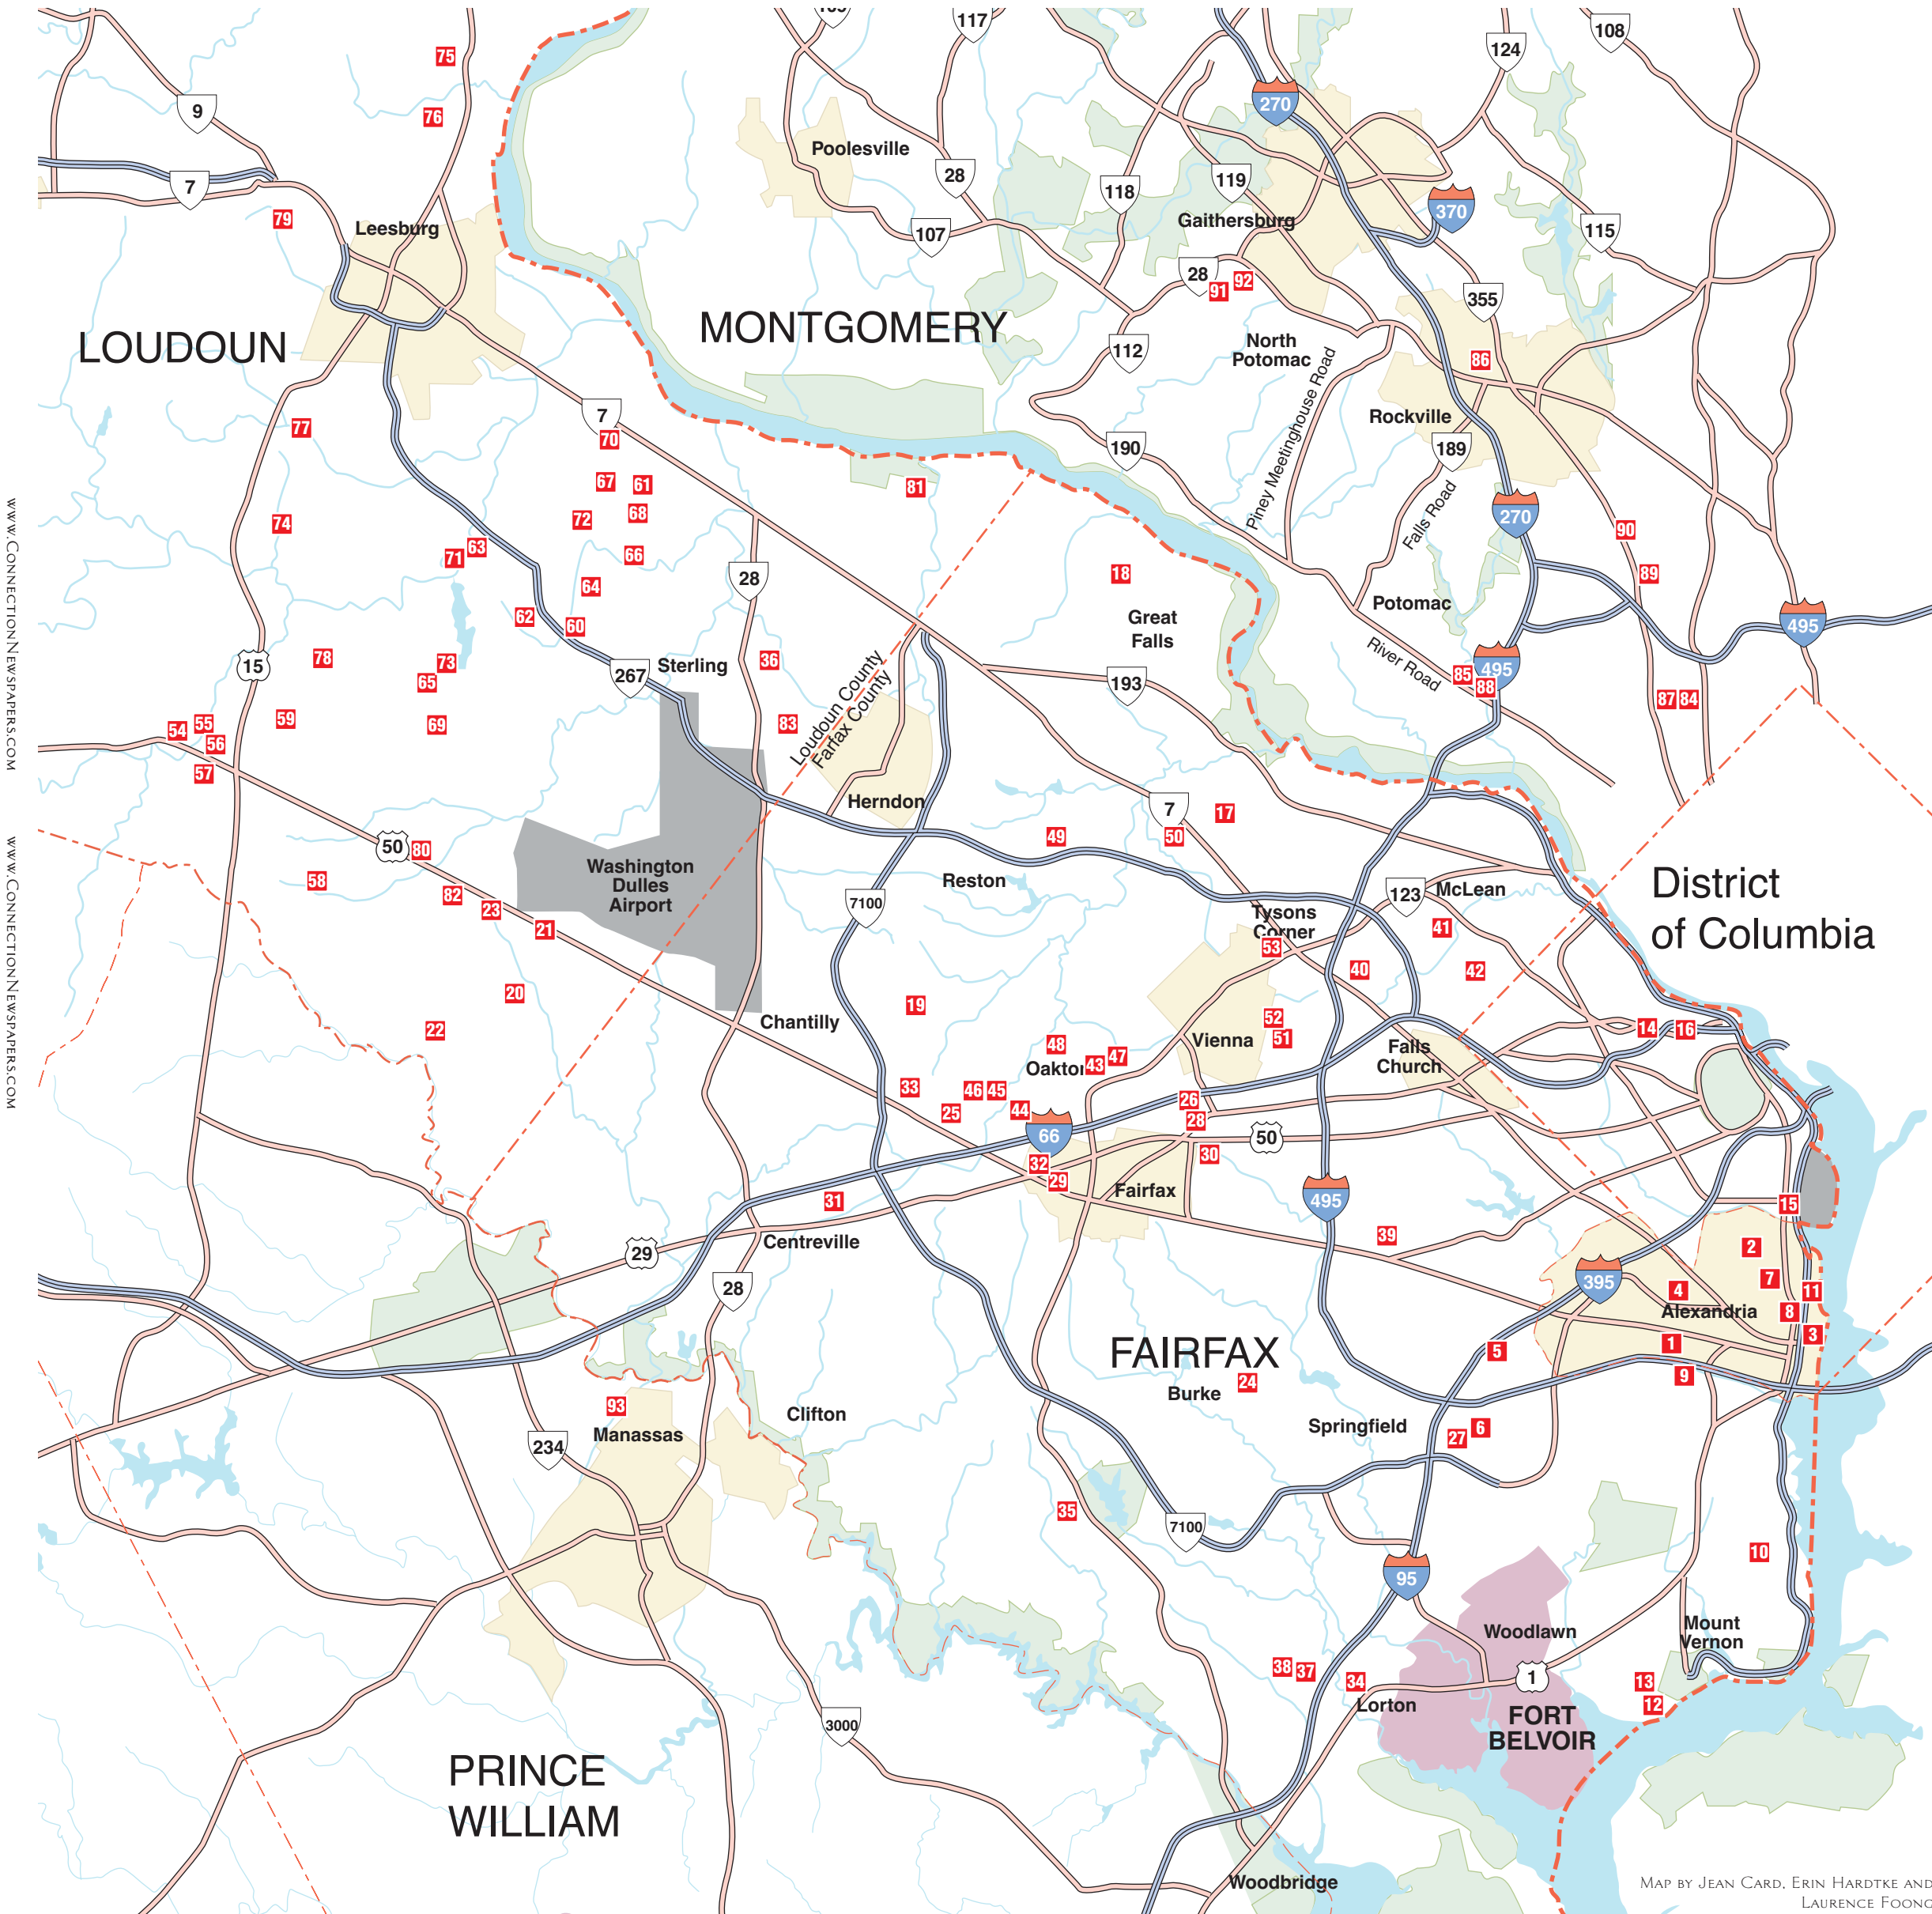 117
108
124
75
270
9
76
Poolesville
28
118
119
7
370
79
Leesburg
107
Gaithersburg
115
28
92
91
355
MONTGOMERY
LOUDOUN
112
North
Potomac
86
Piney Meetinghouse Road
7
70
77
Rockville
190
189
67
61
81
72
68
74
Falls Road
270
90
63
71
66
28
18
89
64
62
60
Great
Falls
Potomac
495
15
78
73
65
267
Sterling
36
Loudoun County
Farfax County
193
River Road
495
85
88
87
84
59
69
83
54
55
56
57
Herndon
7
50
17
49
50
80
58
82
23
21
Washington
Dulles
Airport
Reston
7100
123
McLean
District
of Columbia
Tysons
Corner
53
41
40
42
20
22
19
Chantilly
48
Oakton
43
47
Vienna
52
51
Falls
Church
14
16
33
46
45
44
25
66
26
28
50
30
32
29
Fairfax
31
495
15
39
29
Centreville
28
2
395
7
4
11
Alexandria
8
3
1
5
9
FAIRFAX
24
Burke
93
Manassas
Clifton
234
Springfield
27
6
35
7100
95
10
Woodlawn
Mount
Vernon
38
37
34
Lorton
1
13
12
FORT
BELVOIR
3000
PRINCE
WILLIAM
Woodbridge
Map by Jean Card, Erin Hardtke and
Laurence Foong
www.ConnectionNewspapers.com
www.ConnectionNewspapers.com